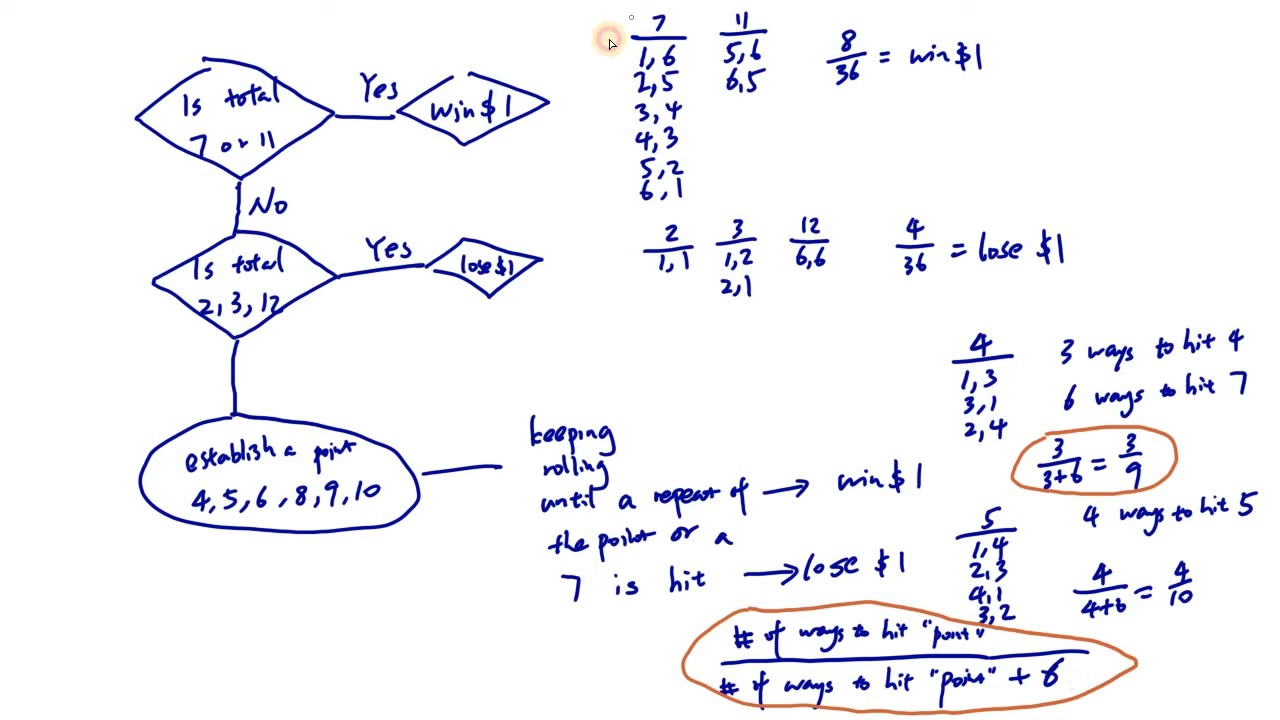 Is total
7 or 11
Yes
win $1
No
Is total
2, 3, 12
Yes
lose $1
establish a point
4, 5, 6, 8, 9, 10
keeping
rolling
until a repeat of → win $1
the point or a
7 is hit → lose $1
7
1, 6
2, 5
3, 4
4, 3
5, 2
6, 1
11
5, 6
6, 5
8/36 = win $1
2
1, 1
3
1, 2
2, 1
12
6, 6
4/36 = lose $1
4
1, 3
3, 1
2, 4
3 ways to hit 4
6 ways to hit 7
3/3+6 = 3/9
5
1, 4
2, 3
4, 1
3, 2
4 ways to hit 5
4/4+6 = 4/10
# of ways to hit "point"
# of ways to hit "point" + 6